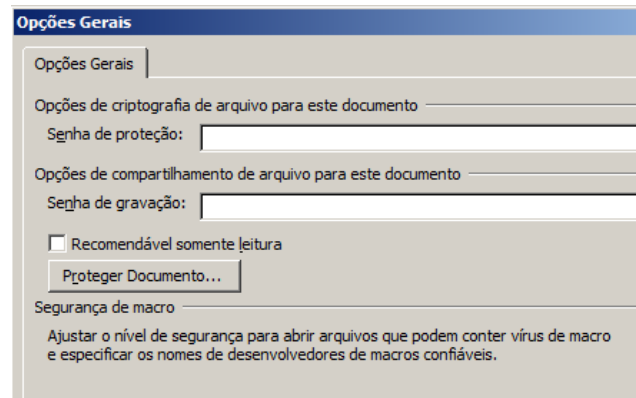 Opções Gerais
Opções Gerais
Opções de criptografia de arquivo para este documento
Senha de proteção:
Opções de compartilhamento de arquivo para este documento
Senha de gravação:
Recomendável somente leitura
Proteger Documento...
Segurança de macro
Ajustar o nível de segurança para abrir arquivos que podem conter vírus de macro
e especificar os nomes de desenvolvedores de macros confiáveis.